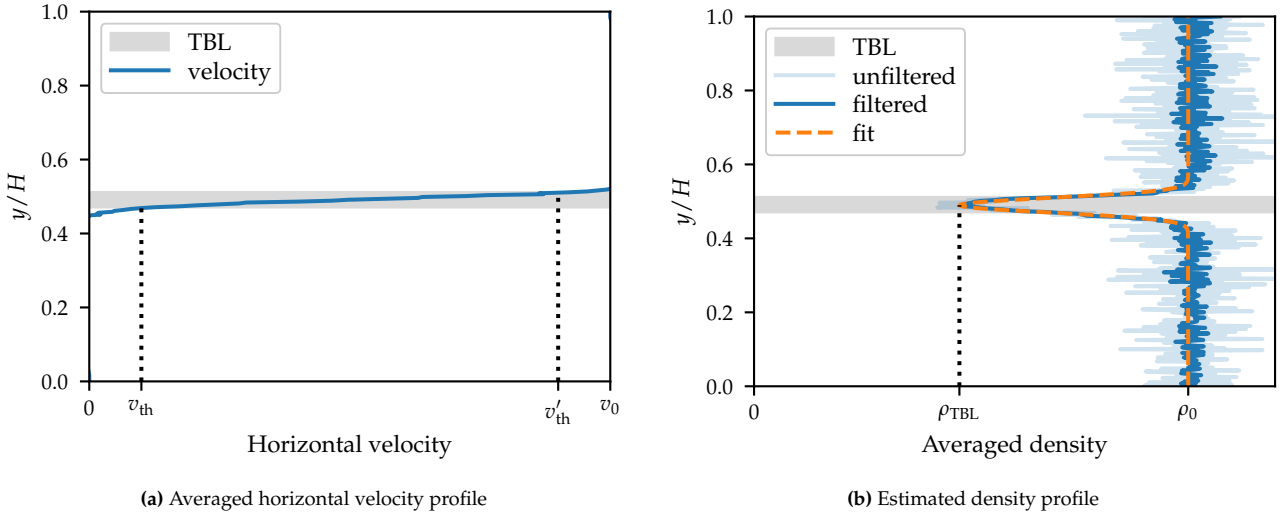 1.0
0.8
0.6
0.4
0.2
0.0
y/H
TBL
velocity
0
v_th
v′_th
v_0
Horizontal velocity
(a) Averaged horizontal velocity profile
1.0
0.8
0.6
0.4
0.2
0.0
y/H
TBL
unfiltered
filtered
fit
0
ρ_TBL
ρ_0
Averaged density
(b) Estimated density profile